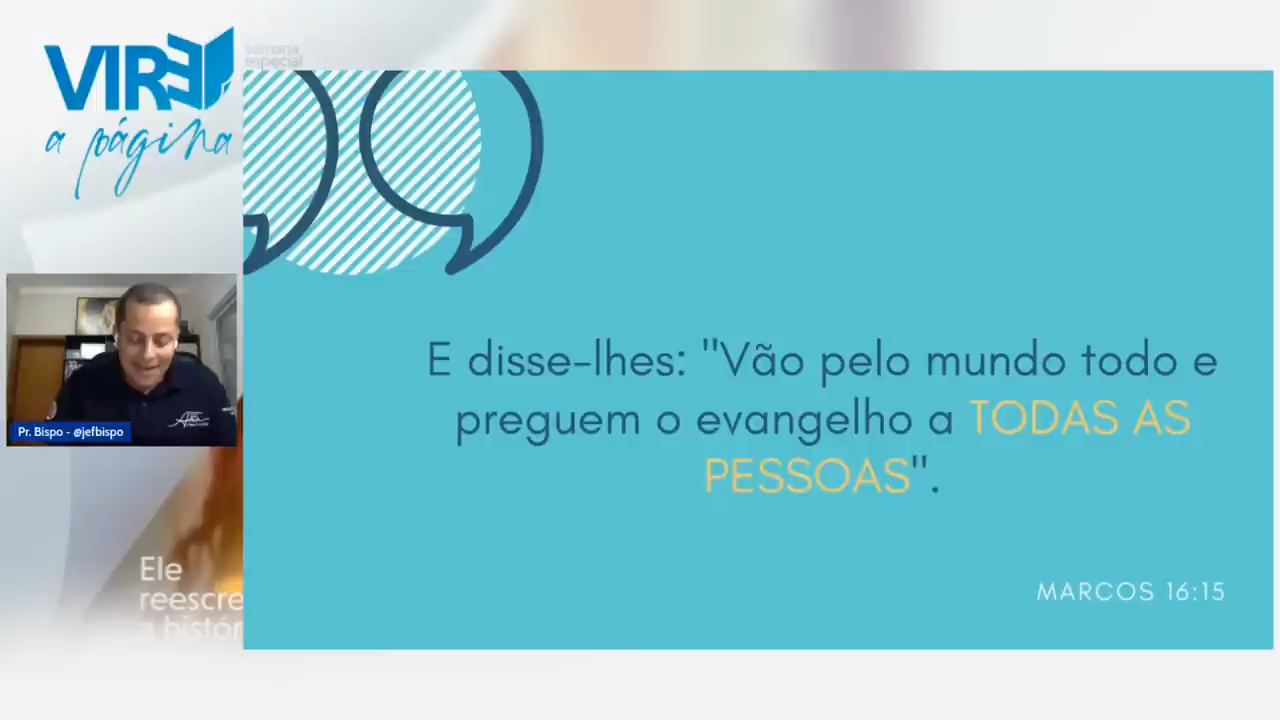 VIRE
a página
semana
especial
E disse-lhes: "Vão pelo mundo todo e
preguem o evangelho a TODAS AS
PESSOAS".
MARCOS 16:15
Pr. Bispo - @jefbispo
Ele
reescre
a histór